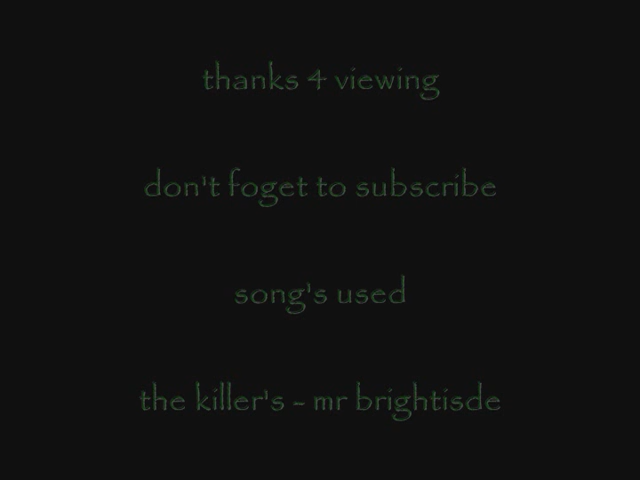 thanks 4 viewing
don't foget to subscribe
song's used
the killer's - mr brightisde